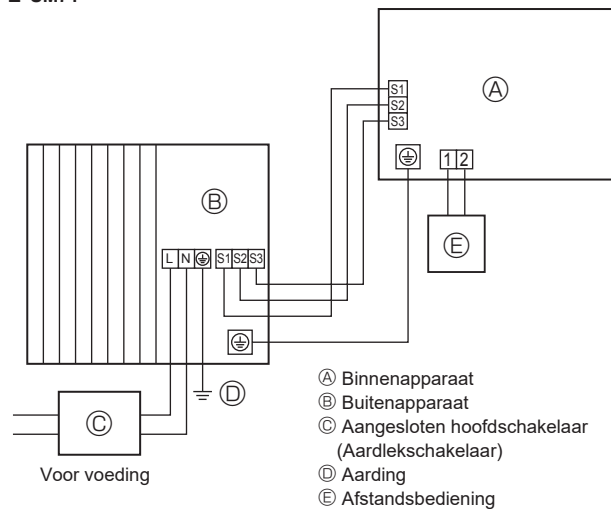 S1
S2
S3
Ⓐ
1 2
Ⓔ
Ⓑ
L N S1 S2 S3
Ⓓ
Ⓒ
Voor voeding
Ⓐ Binnenapparaat
Ⓑ Buitenapparaat
Ⓒ Aangesloten hoofdschakelaar
(Aardlekschakelaar)
Ⓓ Aarding
Ⓔ Afstandsbediening